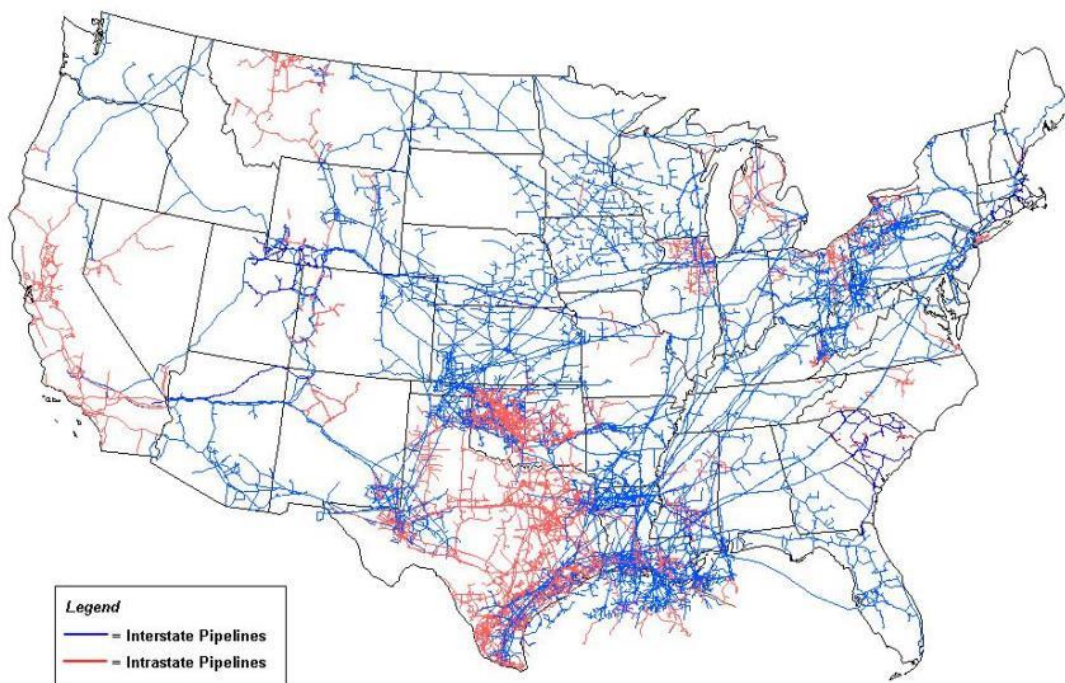 Legend
= Interstate Pipelines
= Intrastate Pipelines